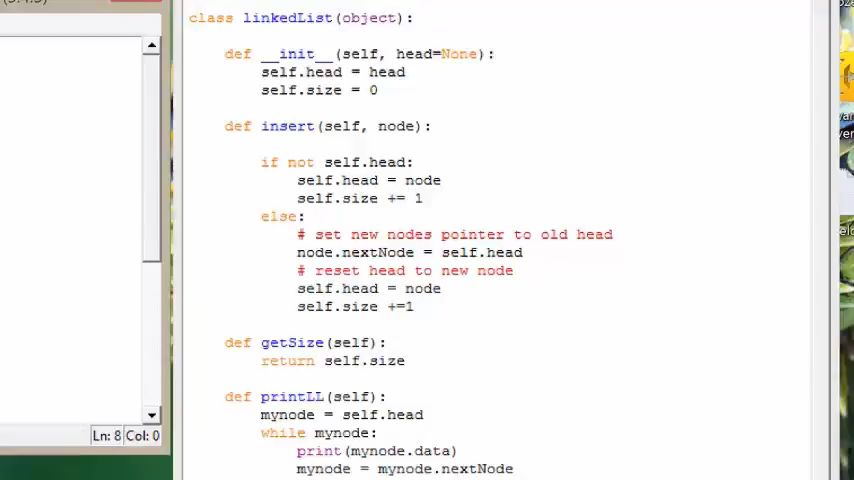 class linkedList(object):
def __init__(self, head=None):
self.head = head
self.size = 0
def insert(self, node):
if not self.head:
self.head = node
self.size += 1
else:
# set new nodes pointer to old head
node.nextNode = self.head
# reset head to new node
self.head = node
self.size +=1
def getSize(self):
return self.size
def printLL(self):
mynode = self.head
while mynode:
print(mynode.data)
mynode = mynode.nextNode
Ln: 8 Col: 0